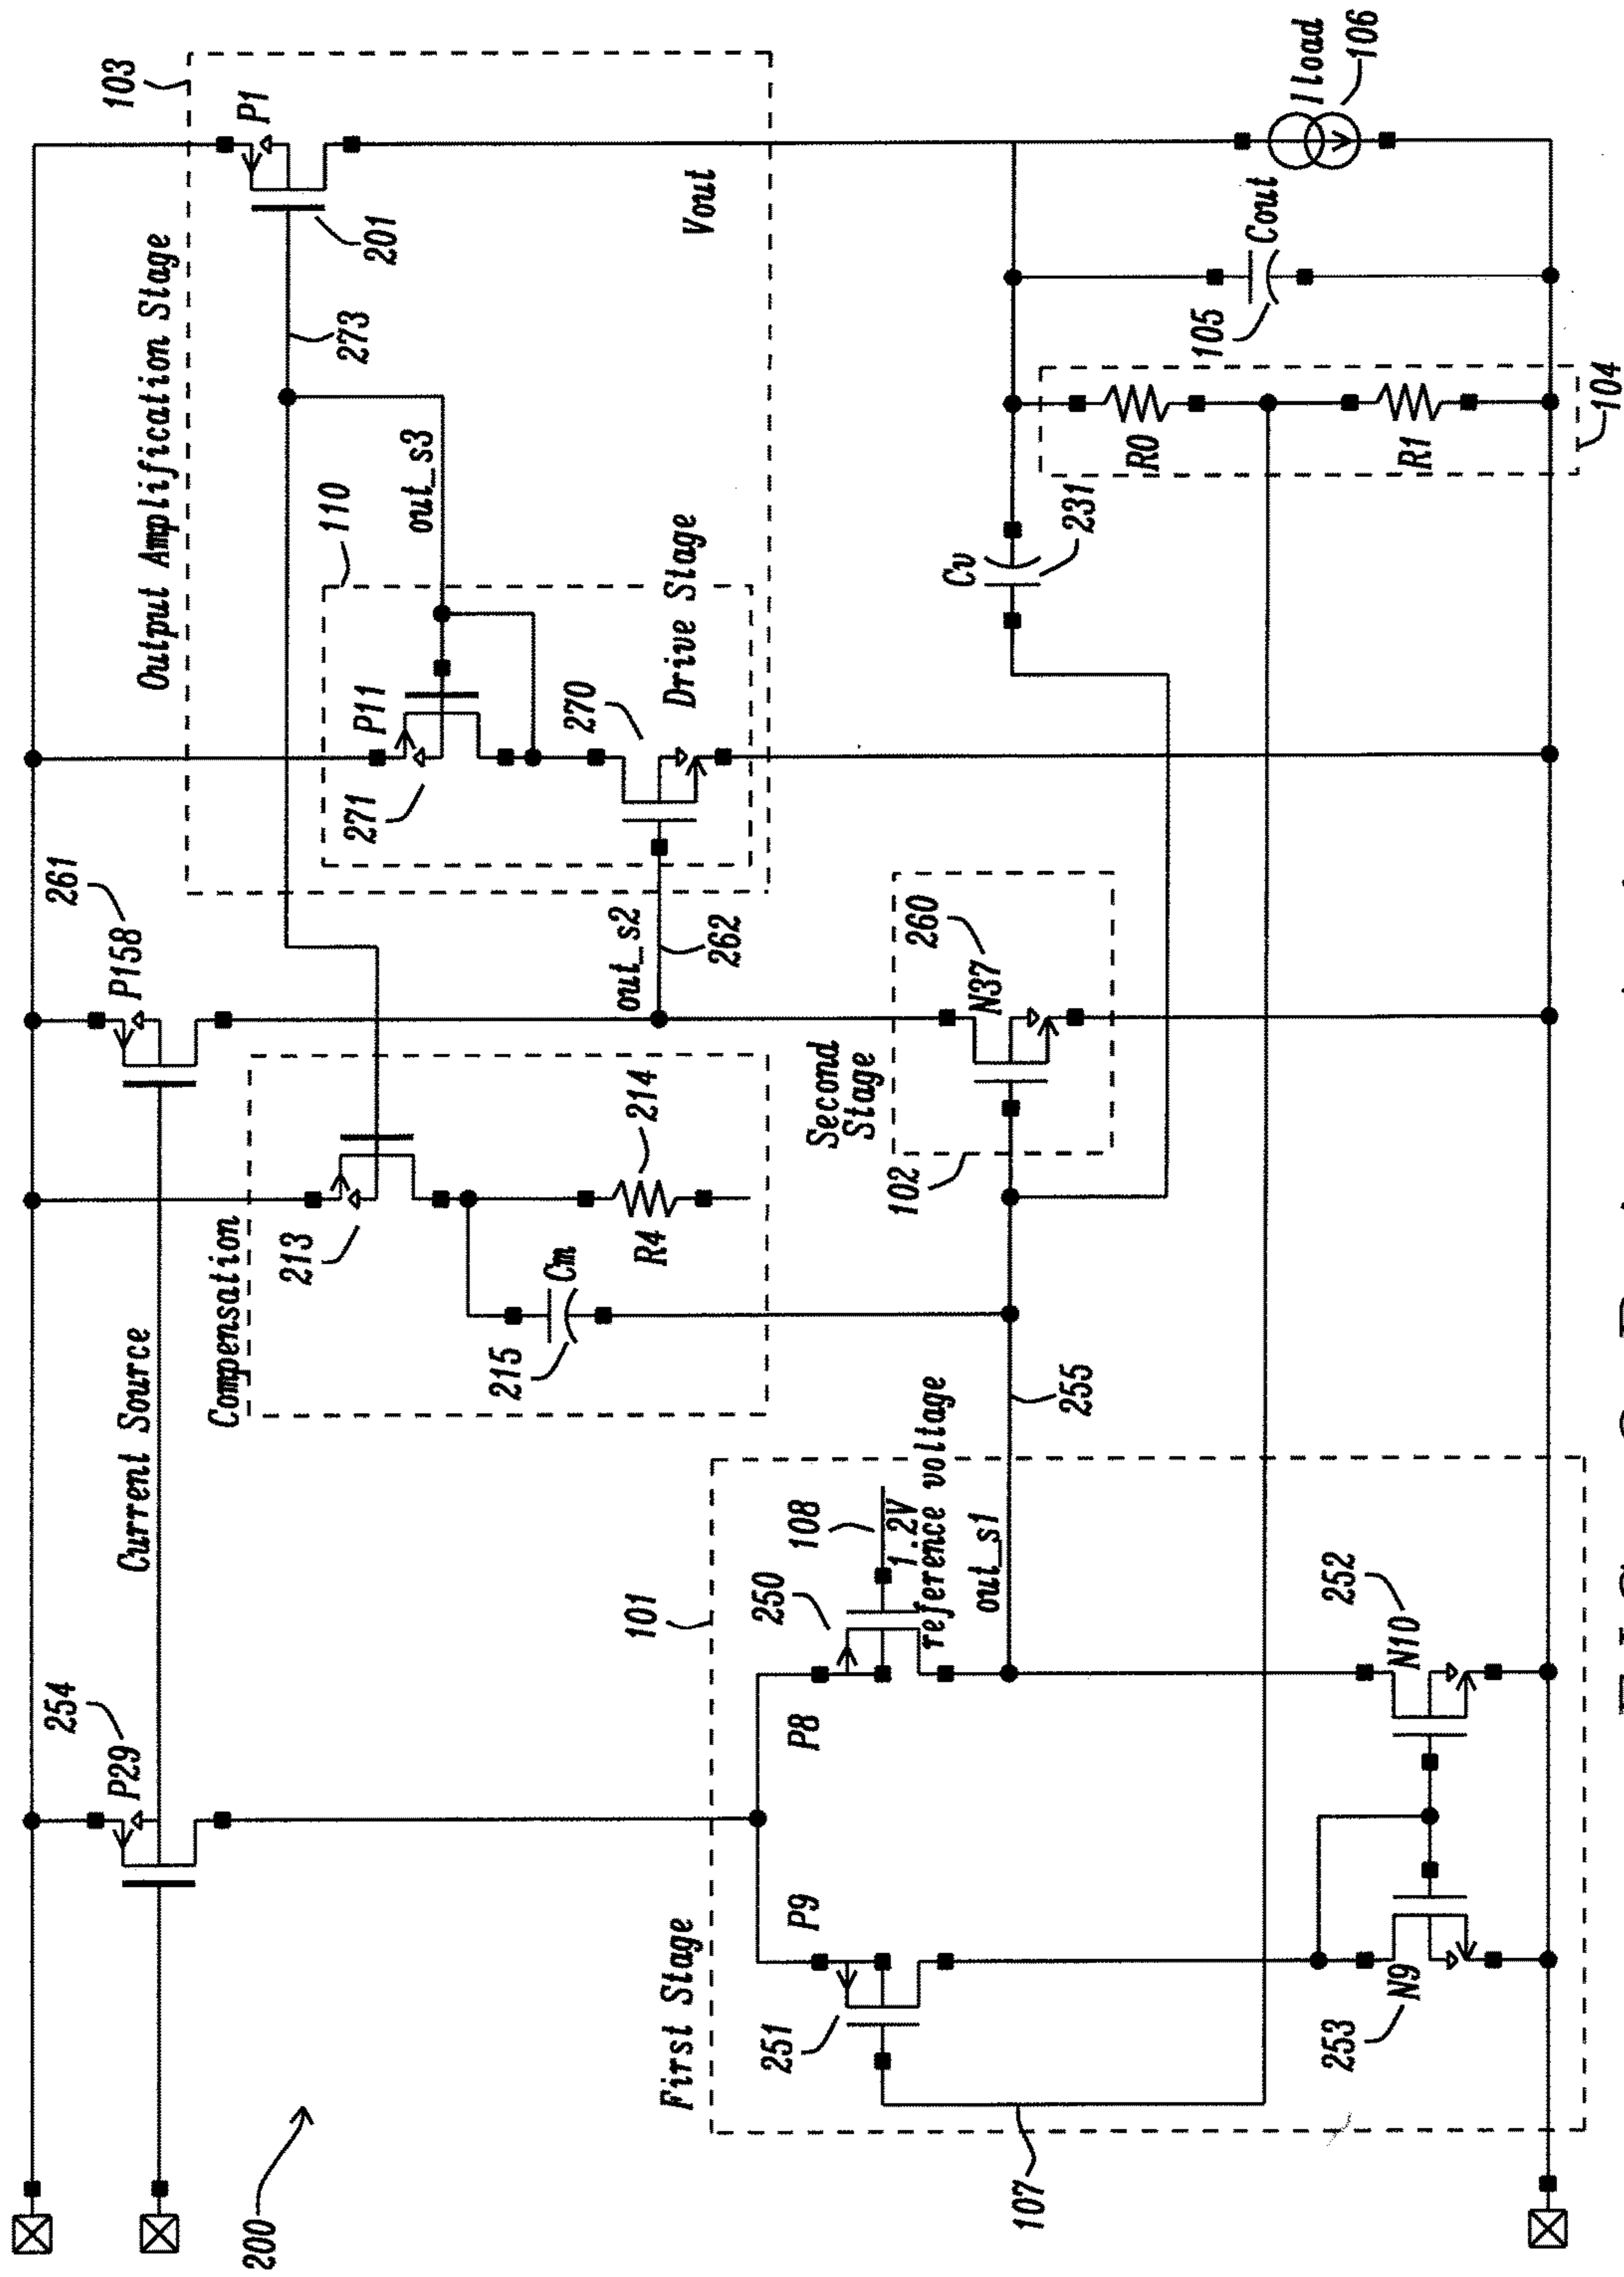 103
Output Amplification Stage
P1
201
273
Vout
110
out_s3
P11
271
270
Drive Stage
261
P158
out_s2
262
Current Source
Compensation
213
214
R4
Cm
215
Second
Stage
102
N37
260
Cv
231
105
Cout
Iload
106
R0
R1
104
254
P29
200
First Stage
101
P9
251
P8
250
108
1.2V
reference voltage
out_s1
255
N9
253
N10
252
107